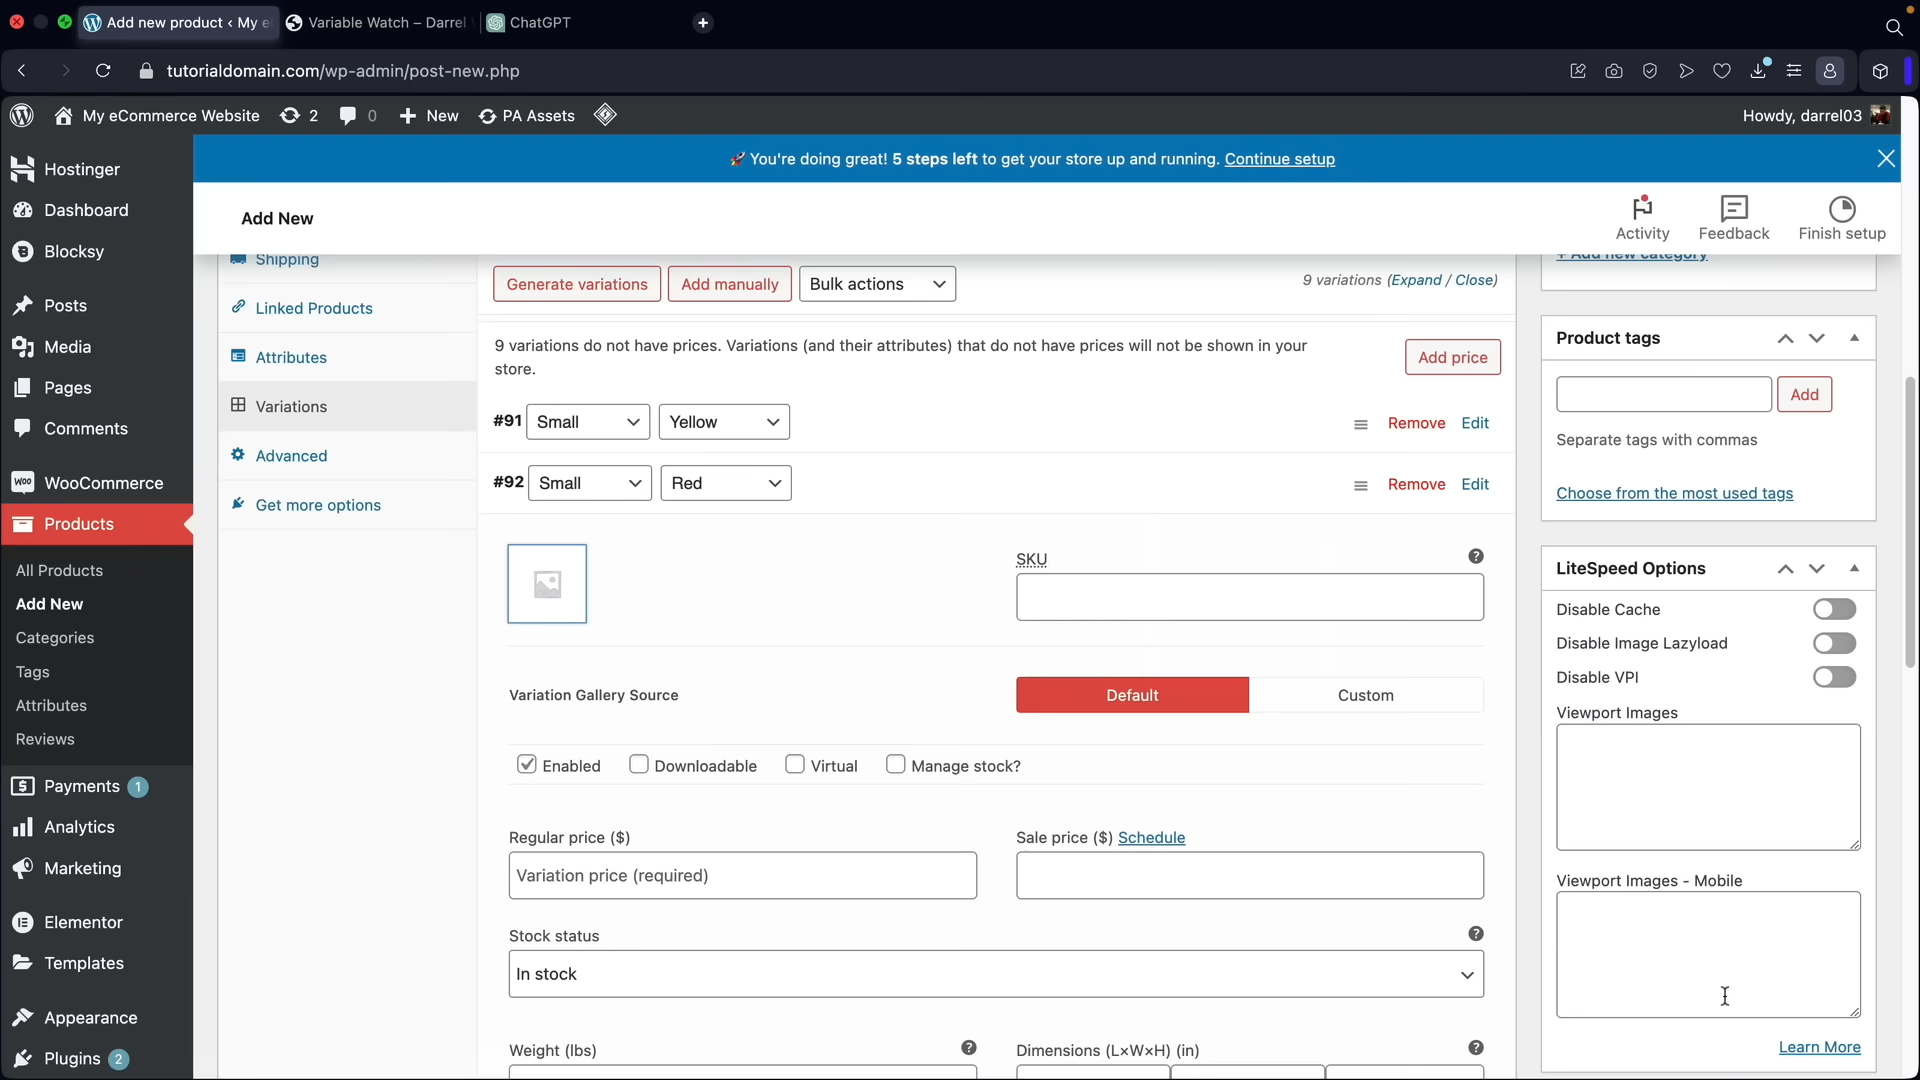 Add new product ‹ My e
Variable Watch – Darrel
ChatGPT
tutorialdomain.com/wp-admin/post-new.php
My eCommerce Website
2
0
New
PA Assets
Howdy, darrel03
🚀 You're doing great! 5 steps left to get your store up and running. Continue setup
Add New
Activity
Feedback
Finish setup
Hostinger
Dashboard
Blocksy
Posts
Media
Pages
Comments
WooCommerce
Products
All Products
Add New
Categories
Tags
Attributes
Reviews
Payments 1
Analytics
Marketing
Elementor
Templates
Appearance
Plugins 2
Shipping
Linked Products
Attributes
Variations
Advanced
Get more options
Generate variations
Add manually
Bulk actions
9 variations (Expand / Close)
9 variations do not have prices. Variations (and their attributes) that do not have prices will not be shown in your
store.
Add price
#91 Small Yellow Remove Edit
#92 Small Red Remove Edit
SKU
Variation Gallery Source
Default
Custom
Enabled
Downloadable
Virtual
Manage stock?
Regular price ($)
Variation price (required)
Sale price ($) Schedule
Stock status
In stock
Weight (lbs)
Dimensions (L×W×H) (in)
+ Add new category
Product tags
Add
Separate tags with commas
Choose from the most used tags
LiteSpeed Options
Disable Cache
Disable Image Lazyload
Disable VPI
Viewport Images
Viewport Images - Mobile
Learn More